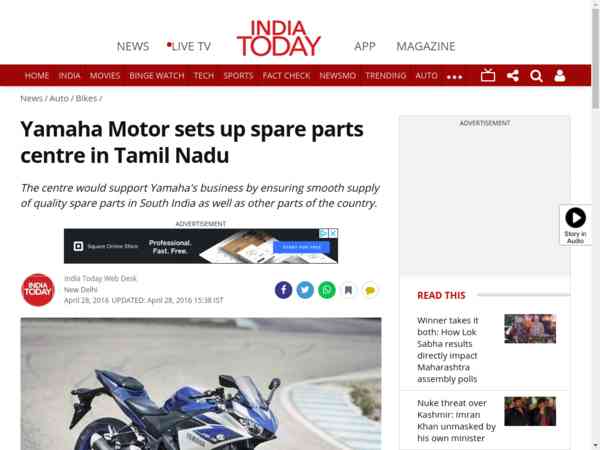 INDIA
TODAY
NEWS
LIVE TV
APP
MAGAZINE
HOME
INDIA
MOVIES
BINGE WATCH
TECH
SPORTS
FACT CHECK
NEWSMO
TRENDING
AUTO
News / Auto / Bikes /
Yamaha Motor sets up spare parts
centre in Tamil Nadu
The centre would support Yamaha's business by ensuring smooth supply
of quality spare parts in South India as well as other parts of the country.
ADVERTISEMENT
Square Online Store
Professional.
Fast. Free.
START FOR FREE
INDIA
TODAY
India Today Web Desk
New Delhi
April 28, 2016 UPDATED: April 28, 2016 15:38 IST
YAMAHA
ADVERTISEMENT
Story in
Audio
READ THIS
Winner takes it
both: How Lok
Sabha results
directly impact
Maharashtra
assembly polls
Nuke threat over
Kashmir: Imran
Khan unmasked by
his own minister